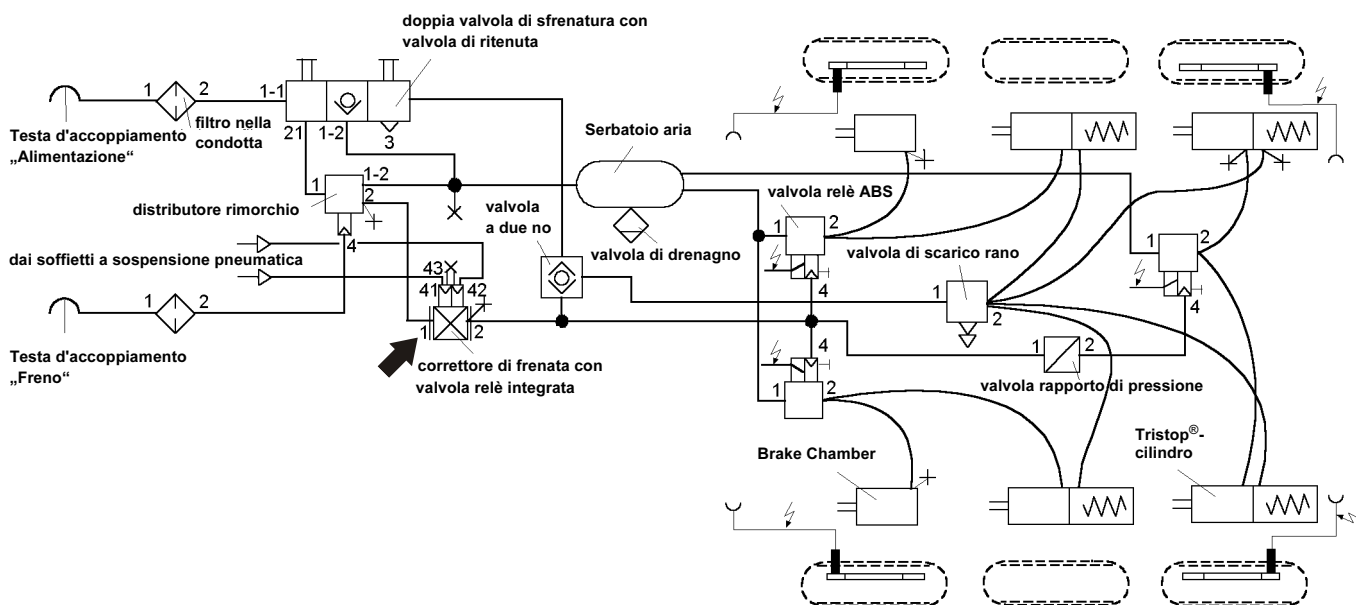 doppia valvola di sfrenatura con
valvola di ritenuta
1
2
1-1
21
1-2
3
Testa d'accoppiamento
„Alimentazione“
filtro nella
condotta
Serbatoio aria
1
1-2
2
4
distributore rimorchio
valvola
a due no
valvola di drenagno
valvola relè ABS
1
2
4
valvola di scarico rano
1
2
1
2
4
dai soffietti a sospensione pneumatica
43
41
42
1
2
1
2
Testa d'accoppiamento
„Freno“
correttore di frenata con
valvola relè integrata
4
1
2
1
2
valvola rapporto di pressione
Brake Chamber
Tristop®-
cilindro